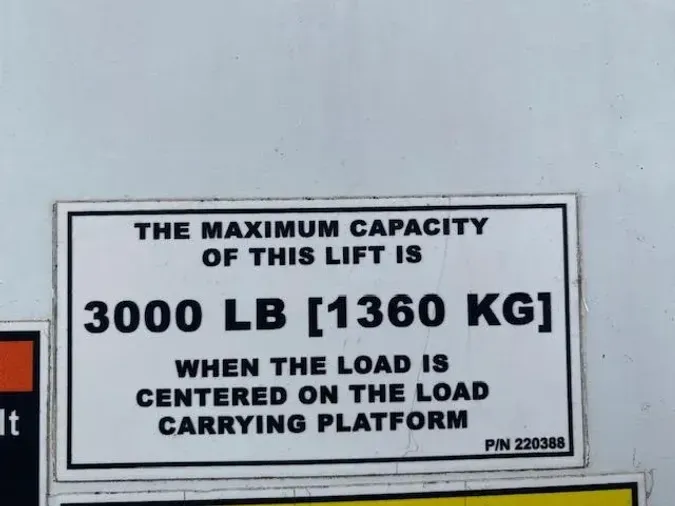 THE MAXIMUM CAPACITY
OF THIS LIFT IS
3000 LB [1360 KG]
WHEN THE LOAD IS
CENTERED ON THE LOAD
CARRYING PLATFORM
P/N 220388
lt